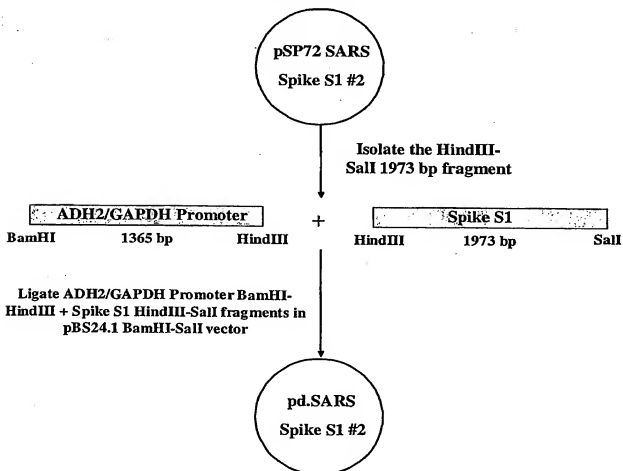 pSP72 SARS
Spike S1 #2
Isolate the HindIII-
SalI 1973 bp fragment
ADH2/GAPDH Promoter
+
Spike S1
BamHI 1365 bp HindIII
HindIII 1973 bp SalI
Ligate ADH2/GAPDH Promoter BamHI-
HindIII + Spike S1 HindIII-SalI fragments in
pBS24.1 BamHI-SalI vector
pd.SARS
Spike S1 #2